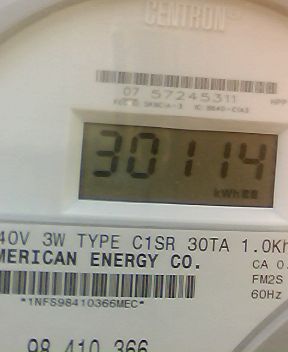 CENTRON
07 57245311
30114
kWh
40V 3W TYPE C1SR 30TA 1.0Kh
MERICAN ENERGY CO.
CA 0.
FM2S
60Hz
*1NFS98410366MEC*
98 410 366